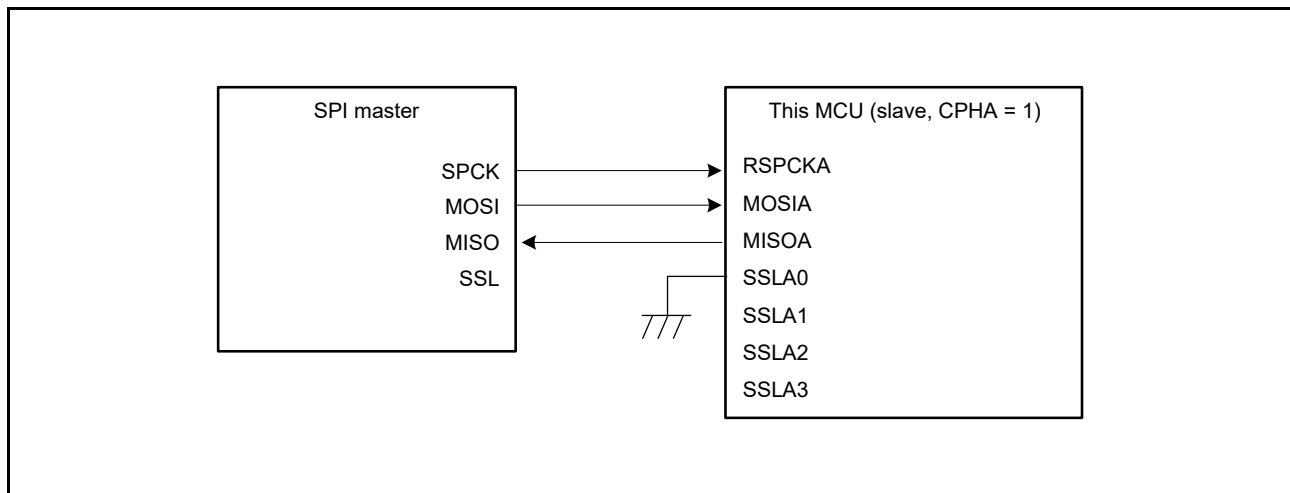 SPI master
SPCK
MOSI
MISO
SSL
This MCU (slave, CPHA = 1)
RSPCKA
MOSIA
MISOA
SSLA0
SSLA1
SSLA2
SSLA3